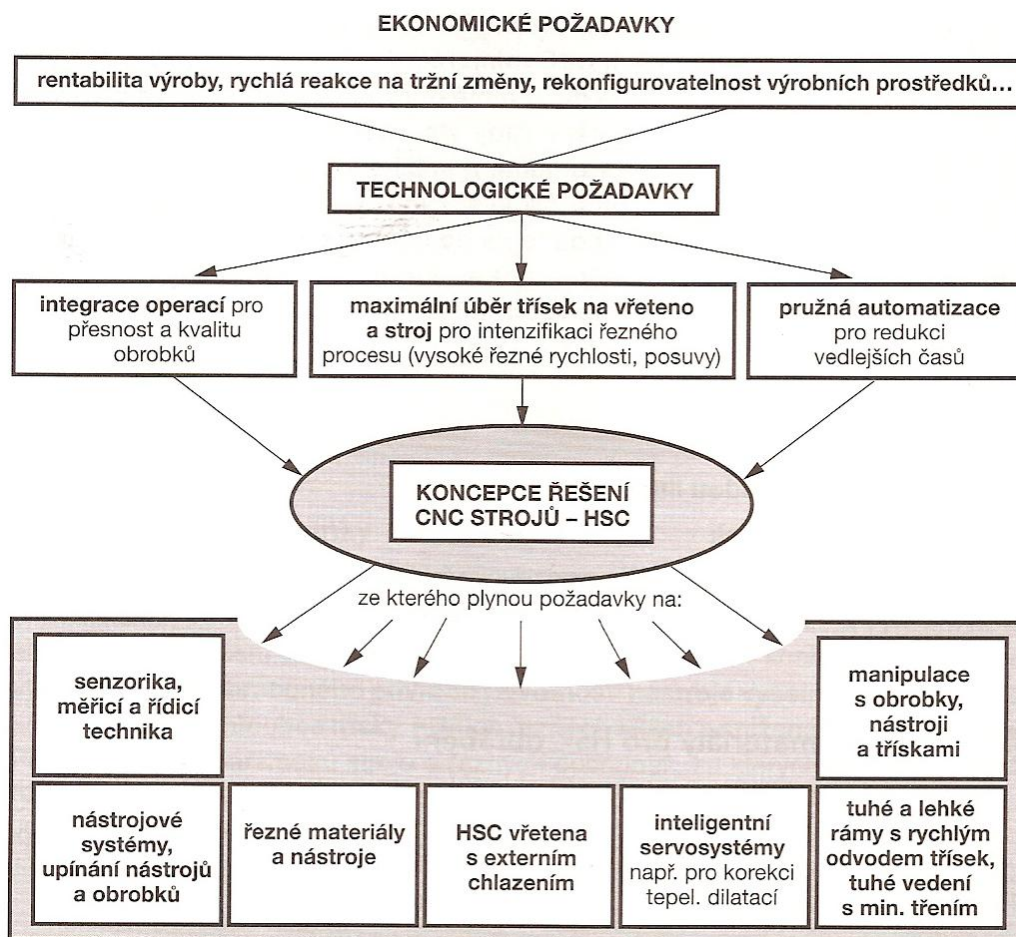 EKONOMICKÉ POŽADAVKY
rentabilita výroby, rychlá reakce na tržní změny, rekonfigurovatelnost výrobních prostředků...
TECHNOLOGICKÉ POŽADAVKY
integrace operací pro
přesnost a kvalitu
obrobků
maximální úběr třísek na vřeteno
a stroj pro intenzifikaci řezného
procesu (vysoké řezné rychlosti, posuvy)
pružná automatizace
pro redukci
vedlejších časů
KONCEPCE ŘEŠENÍ
CNC STROJŮ – HSC
ze kterého plynou požadavky na:
senzorika,
měřicí a řídicí
technika
manipulace
s obrobky,
nástroji
a třískami
nástrojové
systémy,
upínání nástrojů
a obrobků
řezné materiály
a nástroje
HSC vřetena
s externím
chlazením
inteligentní
servosystémy
např. pro korekci
tepel. dilatací
tuhé a lehké
rámy s rychlým
odvodem třísek,
tuhé vedení
s min. třením